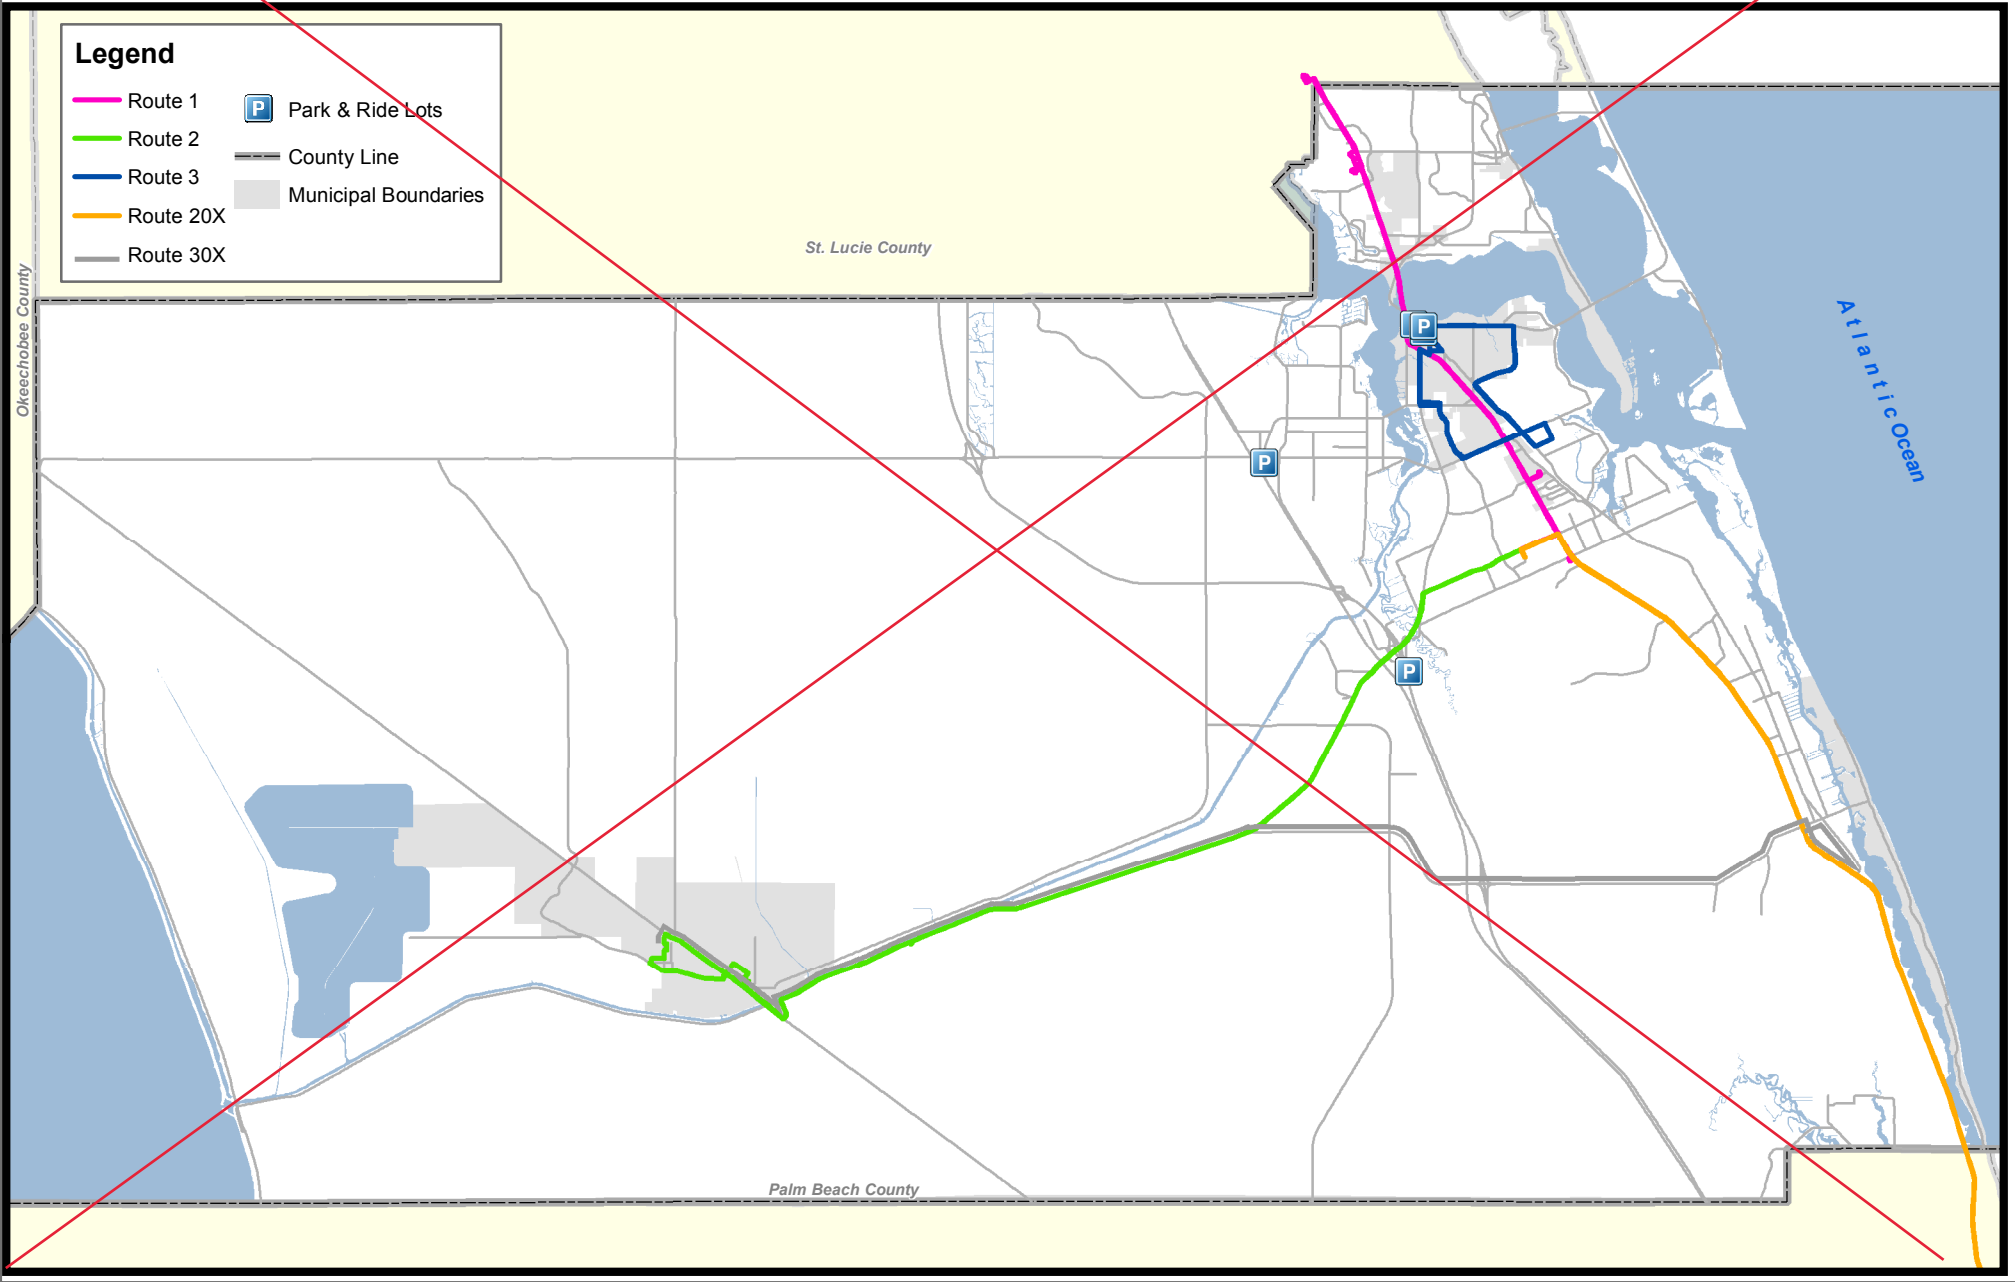 Legend
Route 1
Route 2
Route 3
Route 20X
Route 30X
P Park & Ride Lots
County Line
Municipal Boundaries
St. Lucie County
Okeechobee County
Atlantic Ocean
P
P
P
Palm Beach County